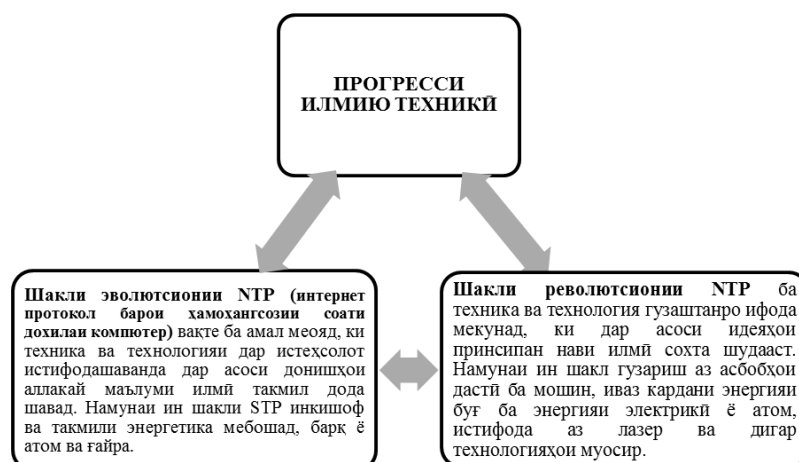 ПРОГРЕССИ
ИЛМИЮ ТЕХНИКӢ
Шакли эволютсионии NTP (интернет
протокол барои ҳамоҳангсозии соати
дохилаи компютер) вақте ба амал меояд, ки
техника ва технологияи дар истеҳсолот
истифодашаванда дар асоси донишҳои
аллакай маълуми илмӣ такмил дода
шавад. Намунаи ин шакли STP инкишоф
ва такмили энергетика мебошад, барқ ё
атом ва ғайра.
Шакли револютсионии NTP ба
техника ва технология гузаштанро ифода
мекунад, ки дар асоси идеяҳои
принсипан нави илмӣ сохта шудааст.
Намунаи ин шакл гузариш аз асбобҳои
дастӣ ба мошин, иваз кардани энергияи
буғ ба энергияи электрикӣ ё атом,
истифода аз лазер ва дигар
технологияҳои муосир.